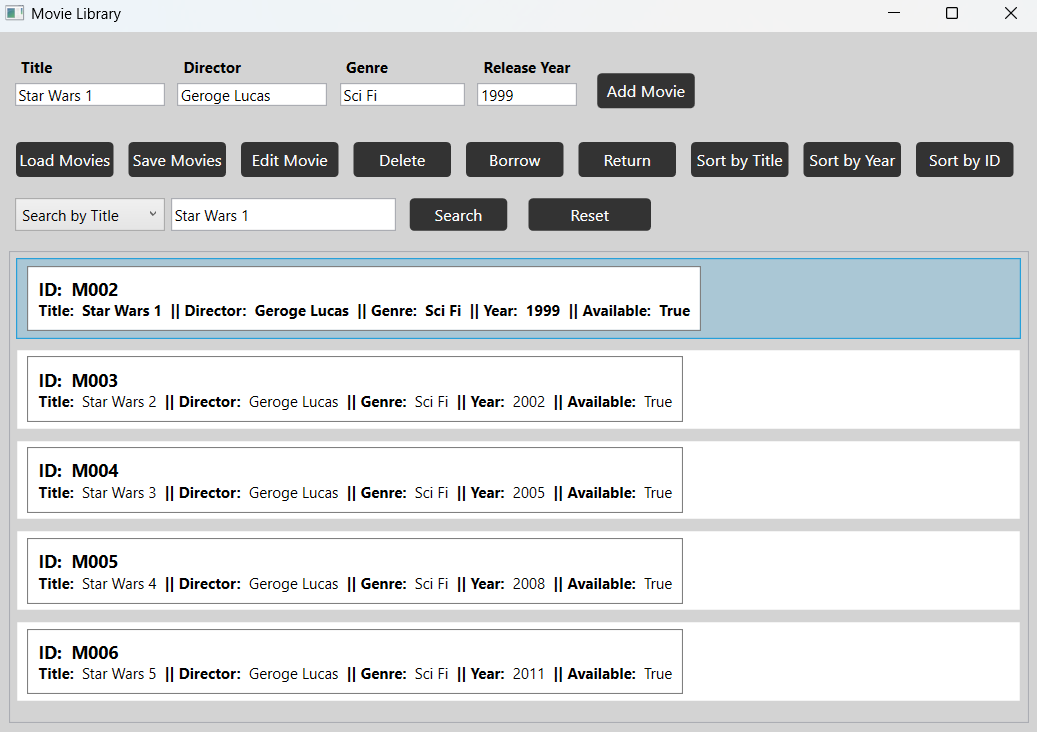 Movie Library
Title Director Genre Release Year
Star Wars 1 Geroge Lucas Sci Fi 1999 Add Movie
Load Movies Save Movies Edit Movie Delete Borrow Return Sort by Title Sort by Year Sort by ID
Search by Title Star Wars 1 Search Reset
ID: M002
Title: Star Wars 1 || Director: Geroge Lucas || Genre: Sci Fi || Year: 1999 || Available: True
ID: M003
Title: Star Wars 2 || Director: Geroge Lucas || Genre: Sci Fi || Year: 2002 || Available: True
ID: M004
Title: Star Wars 3 || Director: Geroge Lucas || Genre: Sci Fi || Year: 2005 || Available: True
ID: M005
Title: Star Wars 4 || Director: Geroge Lucas || Genre: Sci Fi || Year: 2008 || Available: True
ID: M006
Title: Star Wars 5 || Director: Geroge Lucas || Genre: Sci Fi || Year: 2011 || Available: True